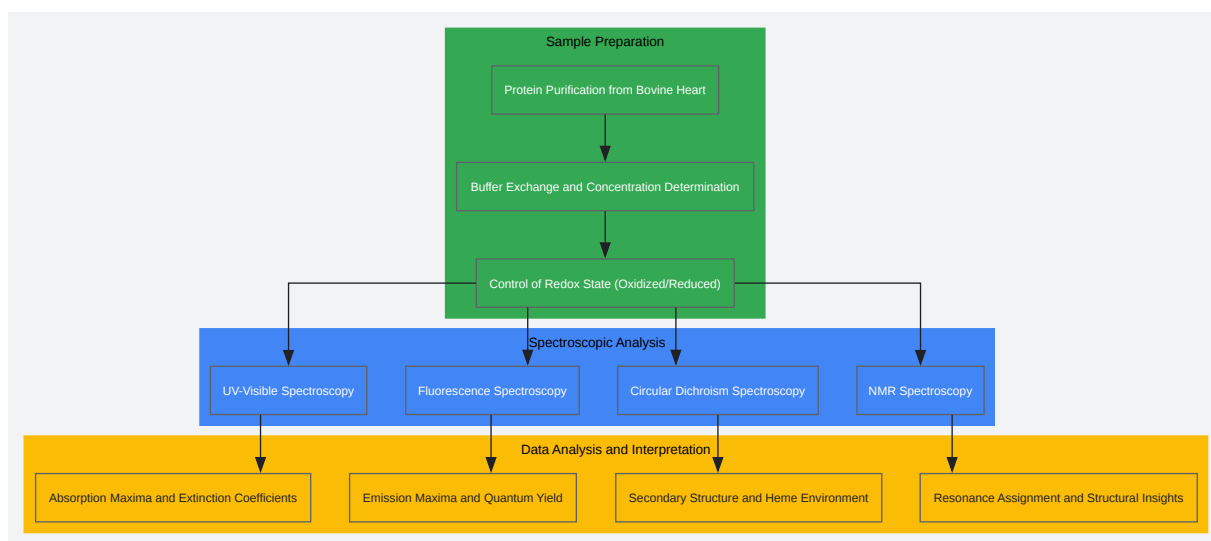 Sample Preparation
Protein Purification from Bovine Heart
Buffer Exchange and Concentration Determination
Control of Redox State (Oxidized/Reduced)
Spectroscopic Analysis
UV-Visible Spectroscopy
Fluorescence Spectroscopy
Circular Dichroism Spectroscopy
NMR Spectroscopy
Data Analysis and Interpretation
Absorption Maxima and Extinction Coefficients
Emission Maxima and Quantum Yield
Secondary Structure and Heme Environment
Resonance Assignment and Structural Insights